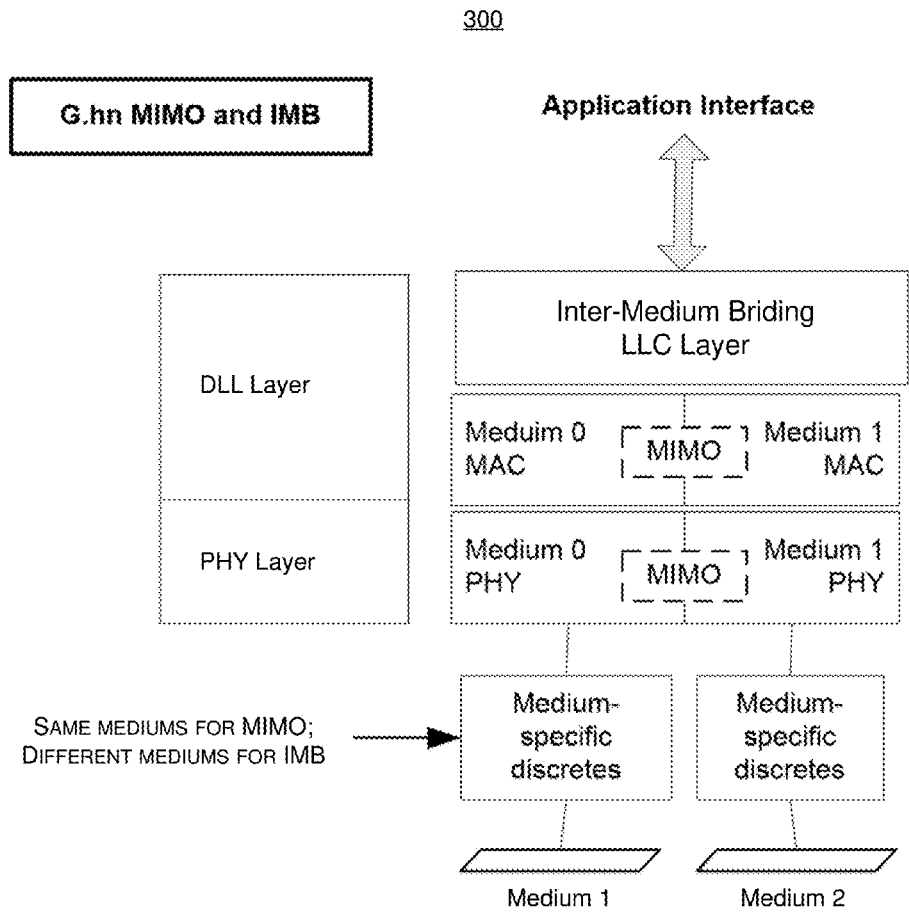 300
G.hn MIMO and IMB
Application Interface
Inter-Medium Briding
LLC Layer
DLL Layer
Meduim 0
MAC
MIMO
Medium 1
MAC
PHY Layer
Medium 0
PHY
MIMO
Medium 1
PHY
SAME MEDIUMS FOR MIMO;
DIFFERENT MEDIUMS FOR IMB
Medium-
specific
discretes
Medium-
specific
discretes
Medium 1
Medium 2